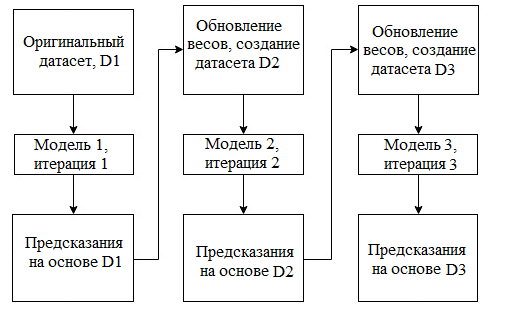 Оригинальный
датасет, D1
Модель 1,
итерация 1
Предсказания
на основе D1
Обновление
весов, создание
датасета D2
Модель 2,
итерация 2
Предсказания
на основе D2
Обновление
весов, создание
датасета D3
Модель 3,
итерация 3
Предсказания
на основе D3